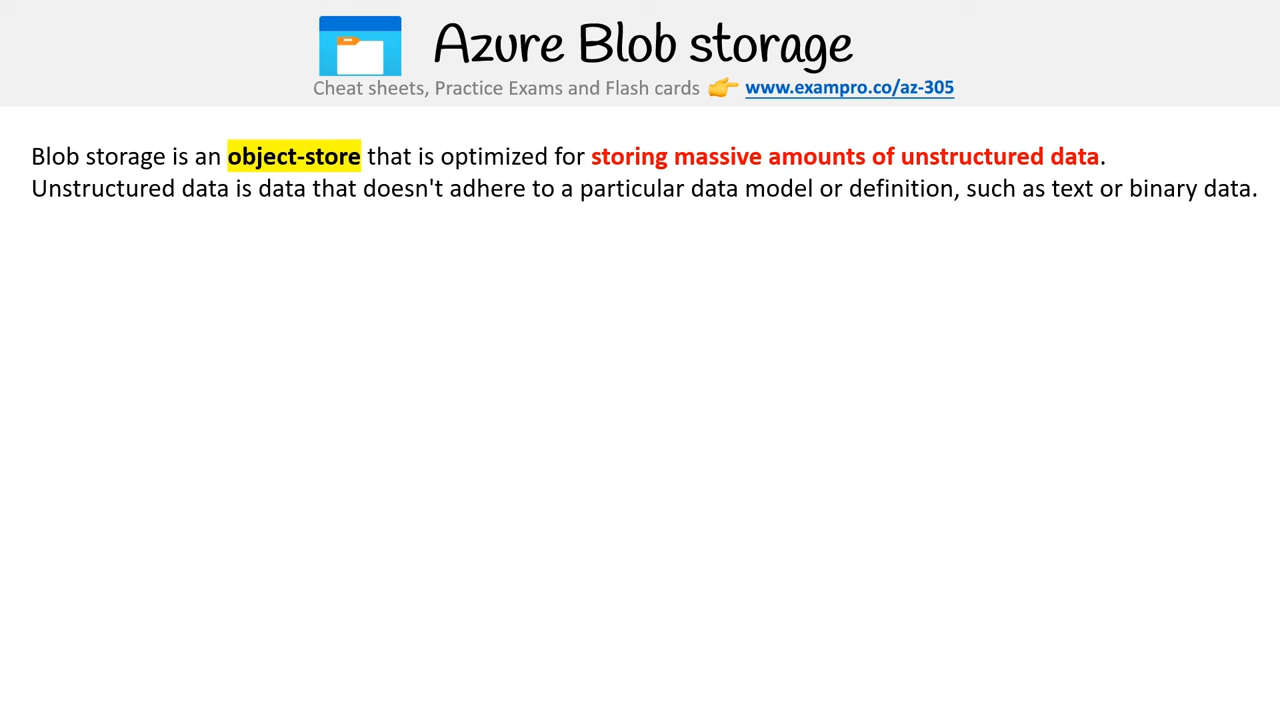 Azure Blob storage
Cheat sheets, Practice Exams and Flash cards 👉 www.exampro.co/az-305
Blob storage is an object-store that is optimized for storing massive amounts of unstructured data.
Unstructured data is data that doesn't adhere to a particular data model or definition, such as text or binary data.